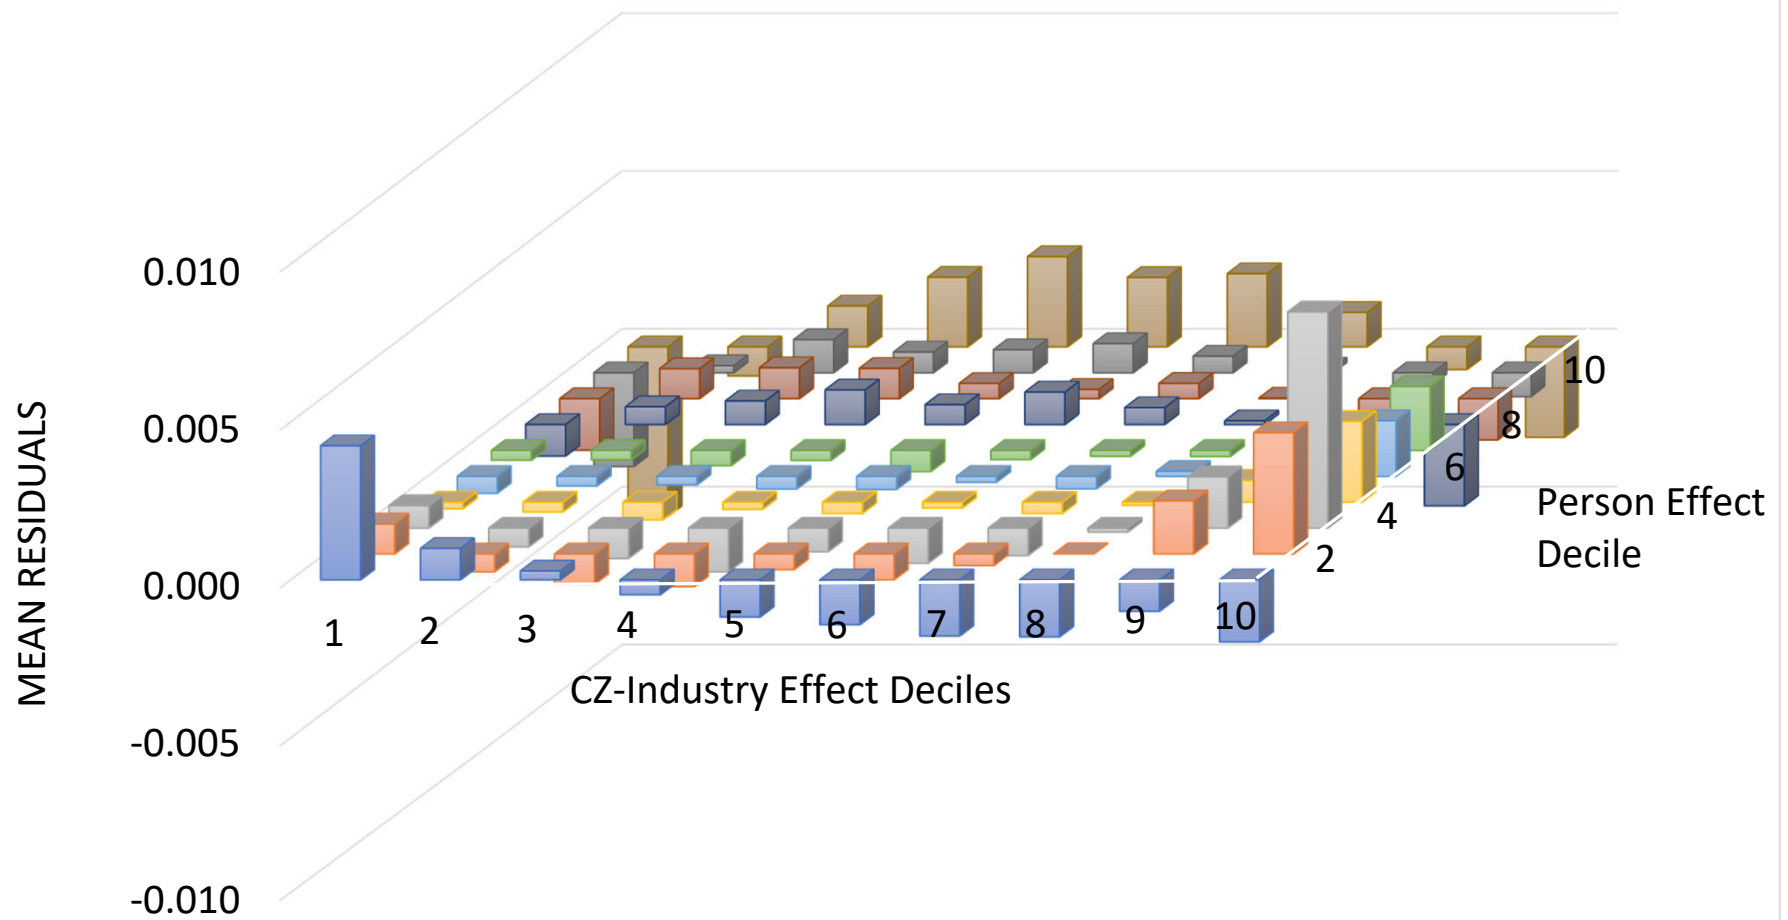 0.010
0.005
0.000
-0.005
-0.010
MEAN RESIDUALS
1 2 3 4 5 6 7 8 9 10
CZ-Industry Effect Deciles
2
4
6
8
10
Person Effect
Decile